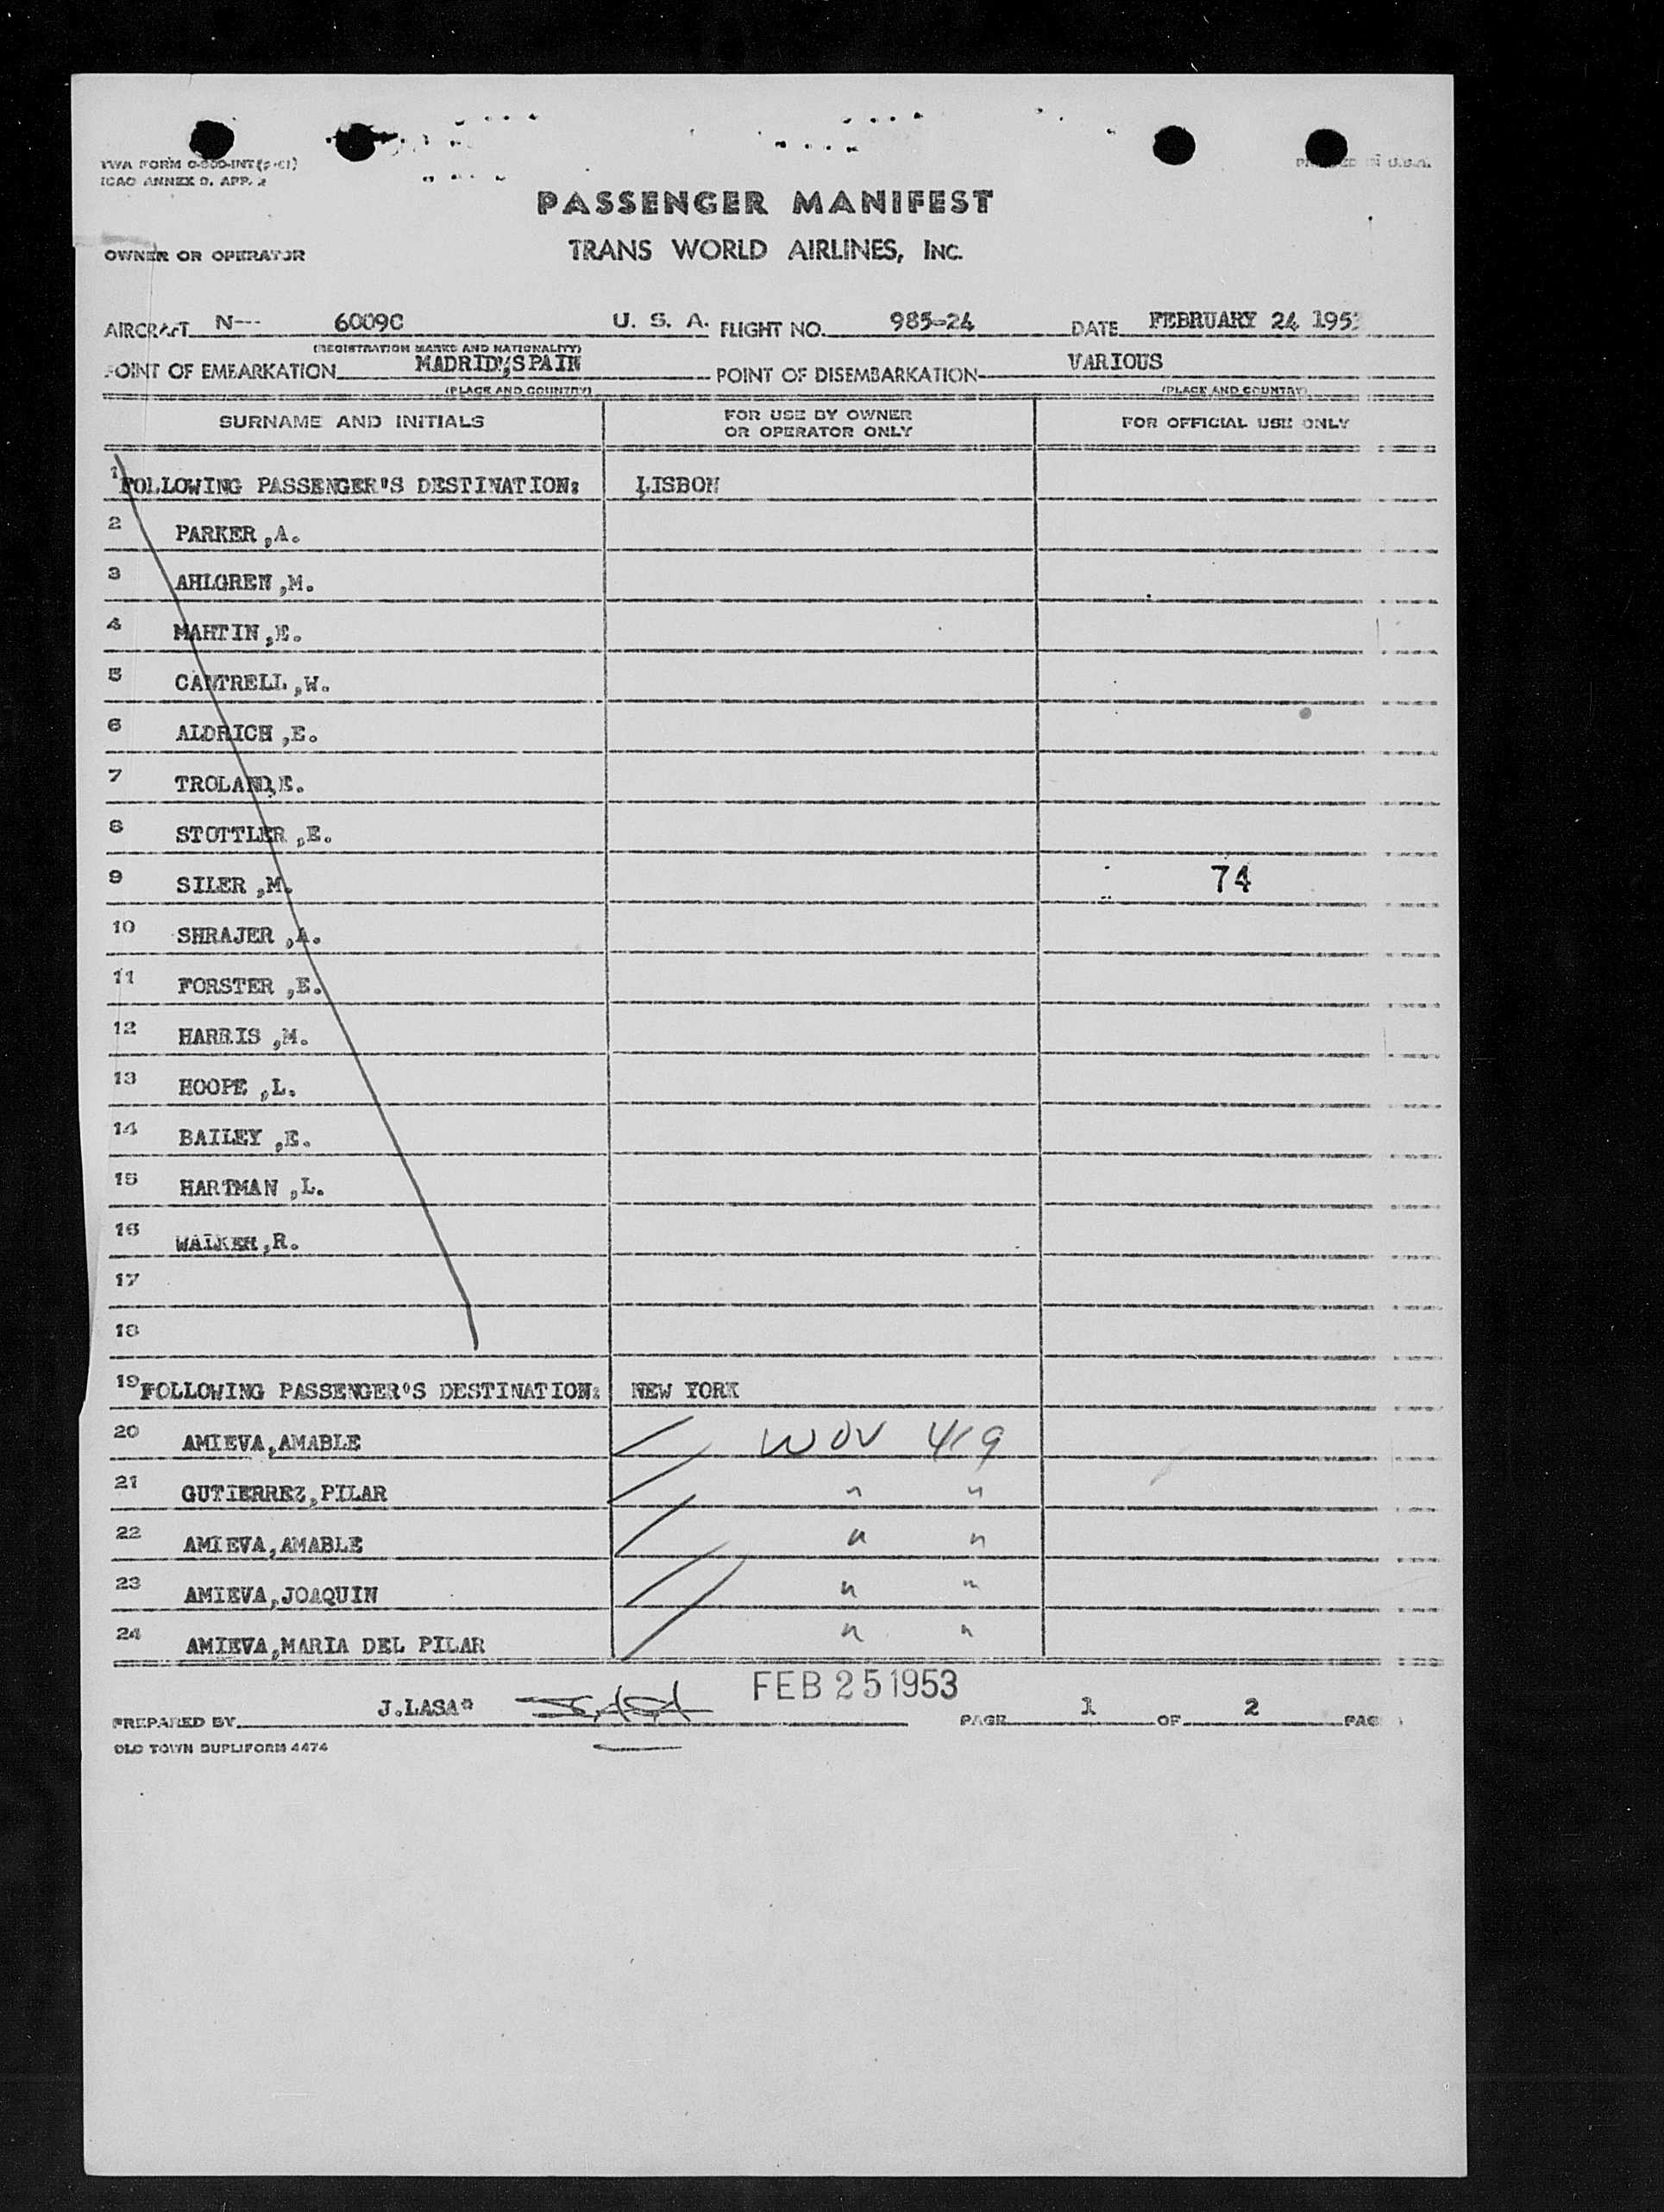 TWA FORM
ICAO ANNEX 9, APP. 2
PASSENGER MANIFEST
OWNER OR OPERATOR TRANS WORLD AIRLINES, INC.
AIRCRAFT N--- 6009C U. S. A. FLIGHT NO. 985-24 DATE FEBRUARY 24 195
(REGISTRATION MARKS AND NATIONALITY)
POINT OF EMBARKATION MADRID",SPAIN POINT OF DISEMBARKATION VARIOUS
(PLACE AND COUNTRY) (PLACE AND COUNTRY)
SURNAME AND INITIALS FOR USE BY OWNER OR OPERATOR ONLY FOR OFFICIAL USE ONLY
1 FOLLOWING PASSENGER'S DESTINATION: LISBON
2 PARKER ,A.
3 AHLGREN ,M.
4 MARTIN ,E.
5 CANTRELL ,W.
6 ALDRICH ,E.
7 TROLAND,E.
8 STOTTLER ,E.
9 SILER ,M. 74
10 SHRAJER ,A.
11 FORSTER ,E.
12 HARRIS ,M.
13 HOOPE ,L.
14 BAILEY ,E.
15 HARTMAN ,L.
16 WALKER,R.
17
18
19 FOLLOWING PASSENGER'S DESTINATION: NEW YORK
20 AMIEVA,AMABLE WOV 419
21 GUTIERREZ,PILAR " "
22 AMIEVA,AMABLE " "
23 AMIEVA,JOAQUIN " "
24 AMIEVA,MARIA DEL PILAR " "
FEB 25 1953
PREPARED BY J.LASA PAGE 1 OF 2 PAG
OLD TOWN DUPLIFORM 4474